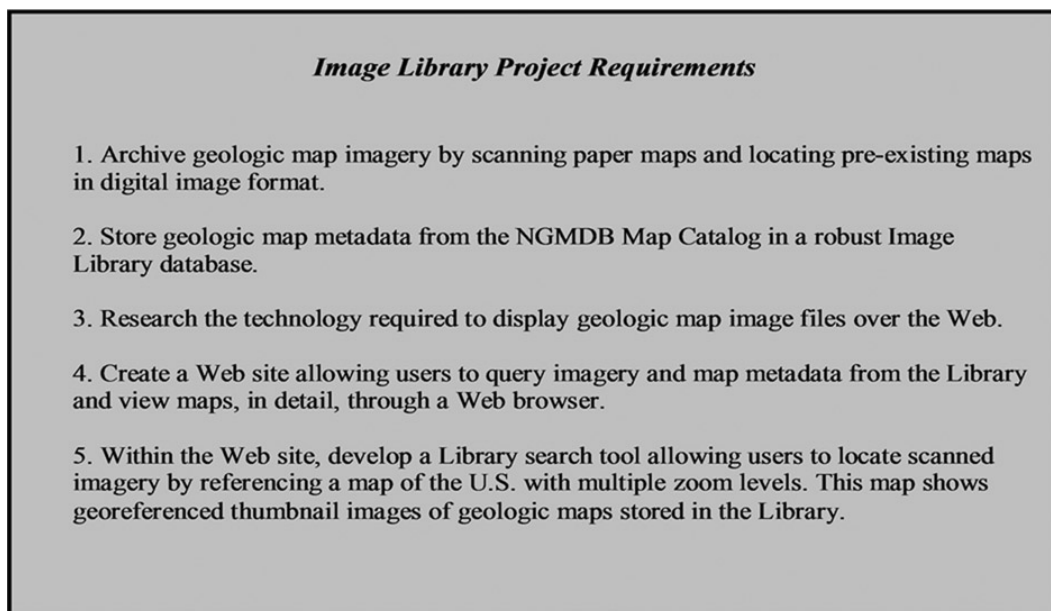 Image Library Project Requirements
1. Archive geologic map imagery by scanning paper maps and locating pre-existing maps
in digital image format.
2. Store geologic map metadata from the NGMDB Map Catalog in a robust Image
Library database.
3. Research the technology required to display geologic map image files over the Web.
4. Create a Web site allowing users to query imagery and map metadata from the Library
and view maps, in detail, through a Web browser.
5. Within the Web site, develop a Library search tool allowing users to locate scanned
imagery by referencing a map of the U.S. with multiple zoom levels. This map shows
georeferenced thumbnail images of geologic maps stored in the Library.